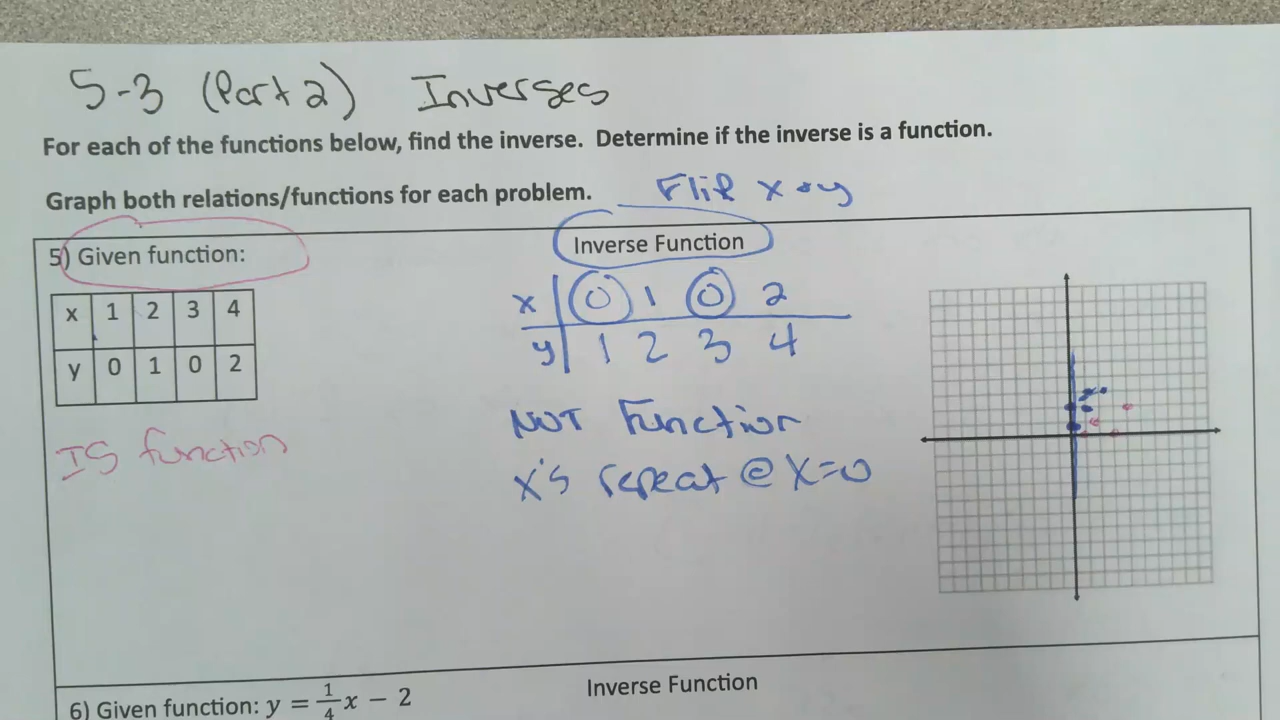 5-3 (Part 2) Inverses
For each of the functions below, find the inverse. Determine if the inverse is a function.
Graph both relations/functions for each problem. Flip x + y
5) Given function:
Inverse Function
x 1 2 3 4
y 0 1 0 2
x 0 1 0 2
y 1 2 3 4
IS function
NOT Function
x's repeat @ x=0
6) Given function: y = 1/4 x − 2
Inverse Function